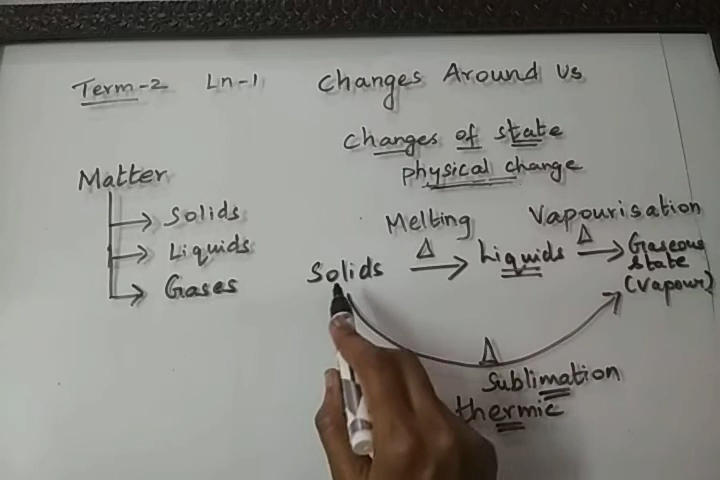 Term-2 Ln-1 Changes Around Us
Changes of state
physical change
Matter
Solids
Liquids
Gases
Melting
Vapourisation
Solids Δ Liquids Δ Gaseous
state
(Vapour)
Δ
Sublimation
thermic